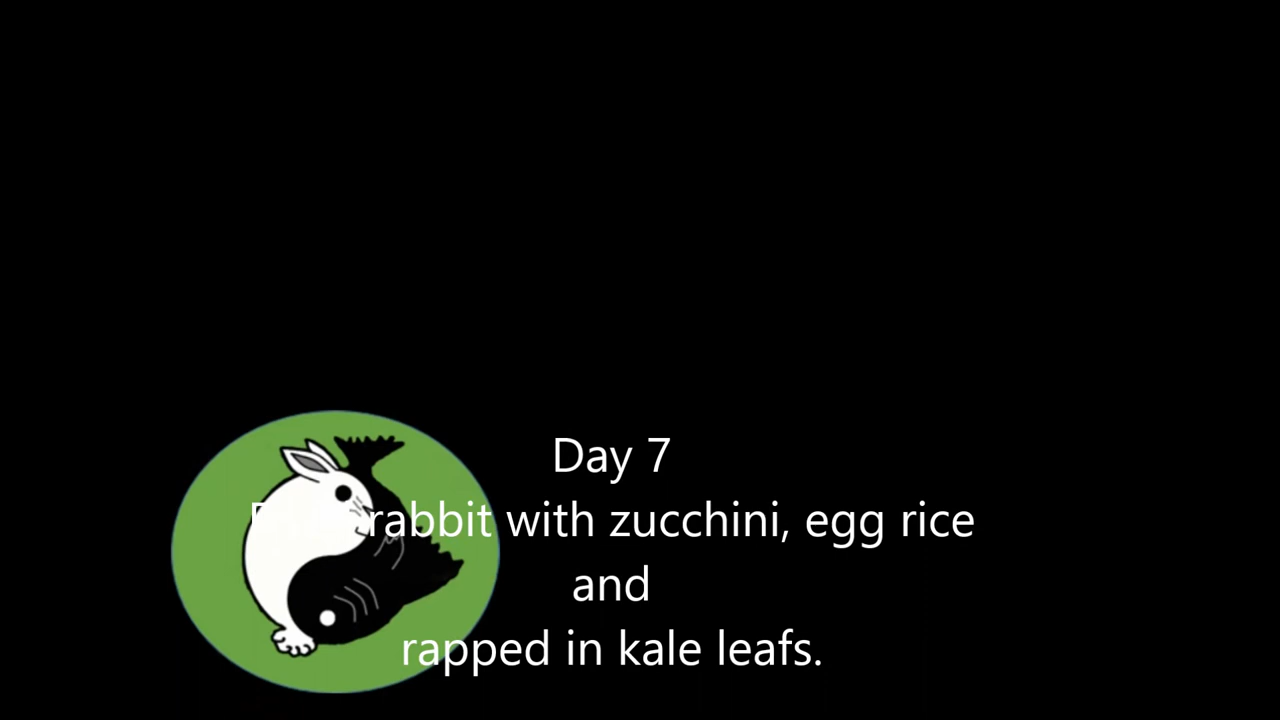 Day 7
rabbit with zucchini, egg rice
and
rapped in kale leafs.